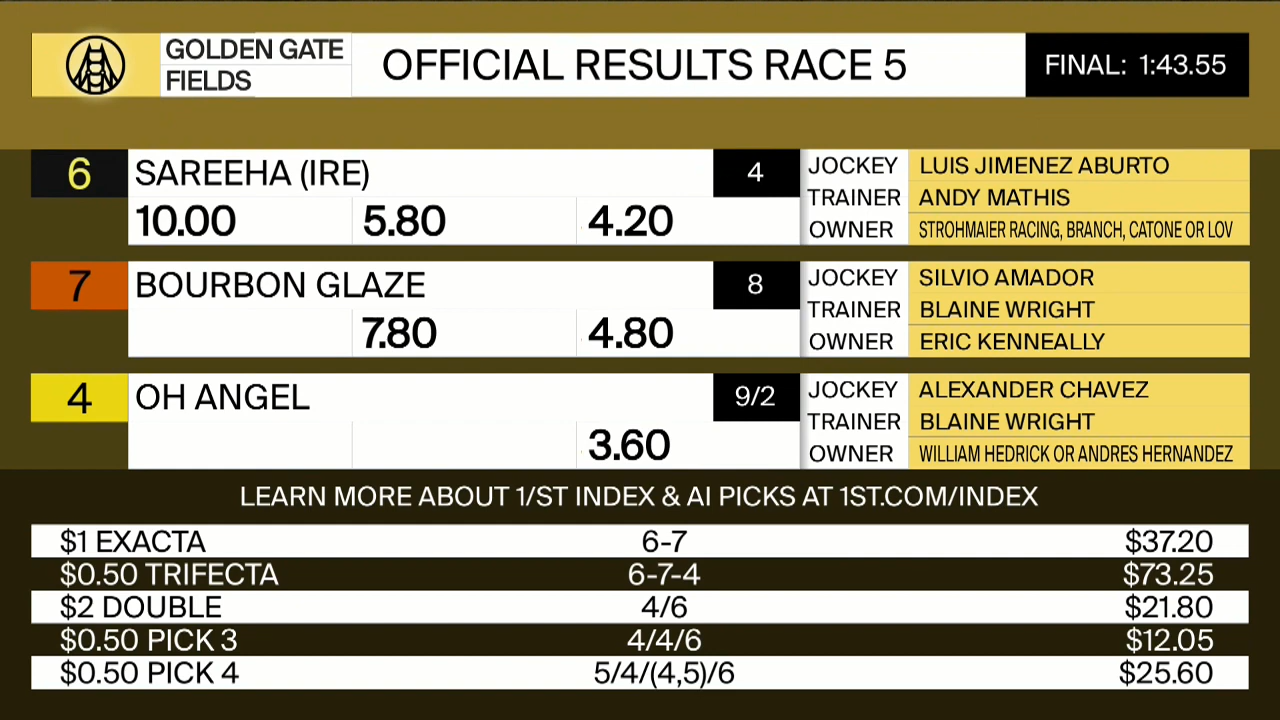 GOLDEN GATE FIELDS
OFFICIAL RESULTS RACE 5
FINAL: 1:43.55
6 SAREEHA (IRE) 4
10.00 5.80 4.20
JOCKEY LUIS JIMENEZ ABURTO
TRAINER ANDY MATHIS
OWNER STROHMAIER RACING, BRANCH, CATONE OR LOV
7 BOURBON GLAZE 8
7.80 4.80
JOCKEY SILVIO AMADOR
TRAINER BLAINE WRIGHT
OWNER ERIC KENNEALLY
4 OH ANGEL 9/2
3.60
JOCKEY ALEXANDER CHAVEZ
TRAINER BLAINE WRIGHT
OWNER WILLIAM HEDRICK OR ANDRES HERNANDEZ
LEARN MORE ABOUT 1/ST INDEX & AI PICKS AT 1ST.COM/INDEX
$1 EXACTA 6-7 $37.20
$0.50 TRIFECTA 6-7-4 $73.25
$2 DOUBLE 4/6 $21.80
$0.50 PICK 3 4/4/6 $12.05
$0.50 PICK 4 5/4/(4,5)/6 $25.60